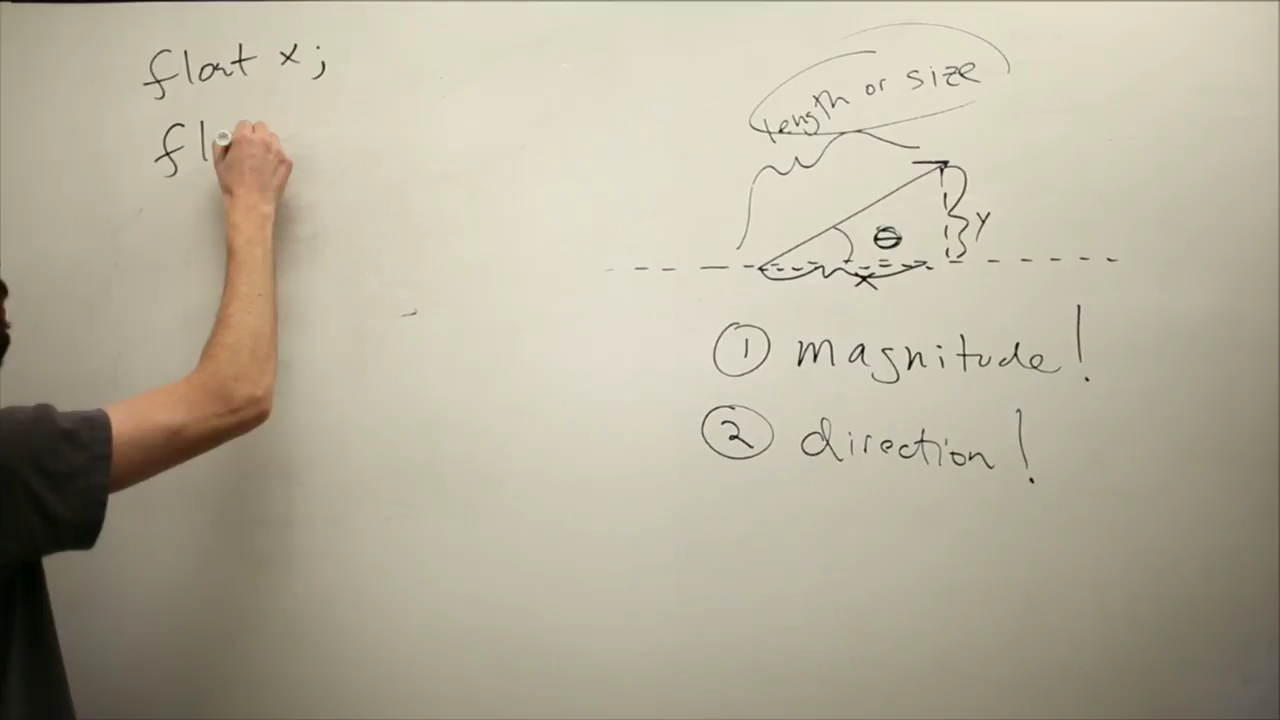 float x;
fl
length or size
θ
y
x
1 magnitude!
2 direction!